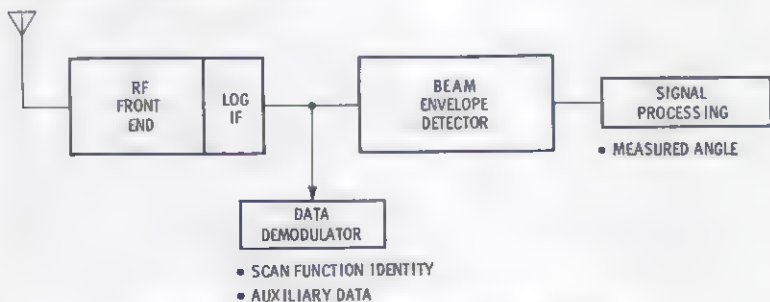 RF
FRONT
END
LOG
IF
BEAM
ENVELOPE
DETECTOR
SIGNAL
PROCESSING
• MEASURED ANGLE
DATA
DEMODULATOR
• SCAN FUNCTION IDENTITY
• AUXILIARY DATA